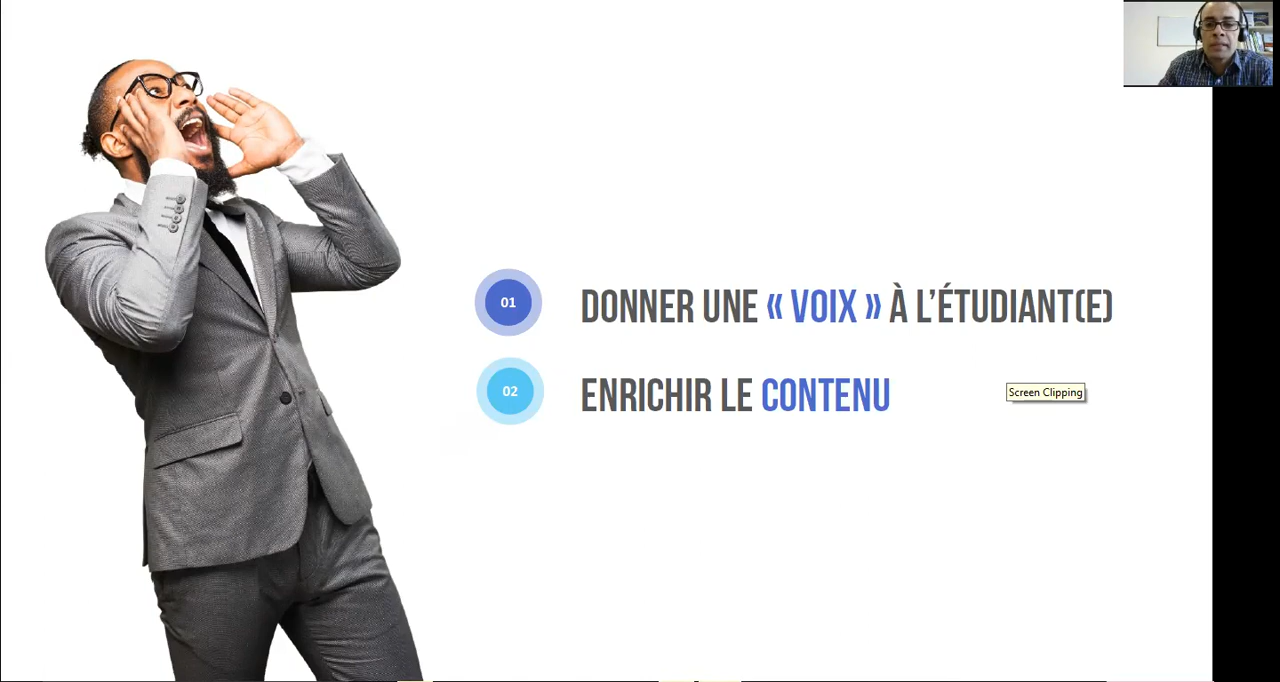 01
DONNER UNE « VOIX » À L’ÉTUDIANT(E)
02
ENRICHIR LE CONTENU
Screen Clipping